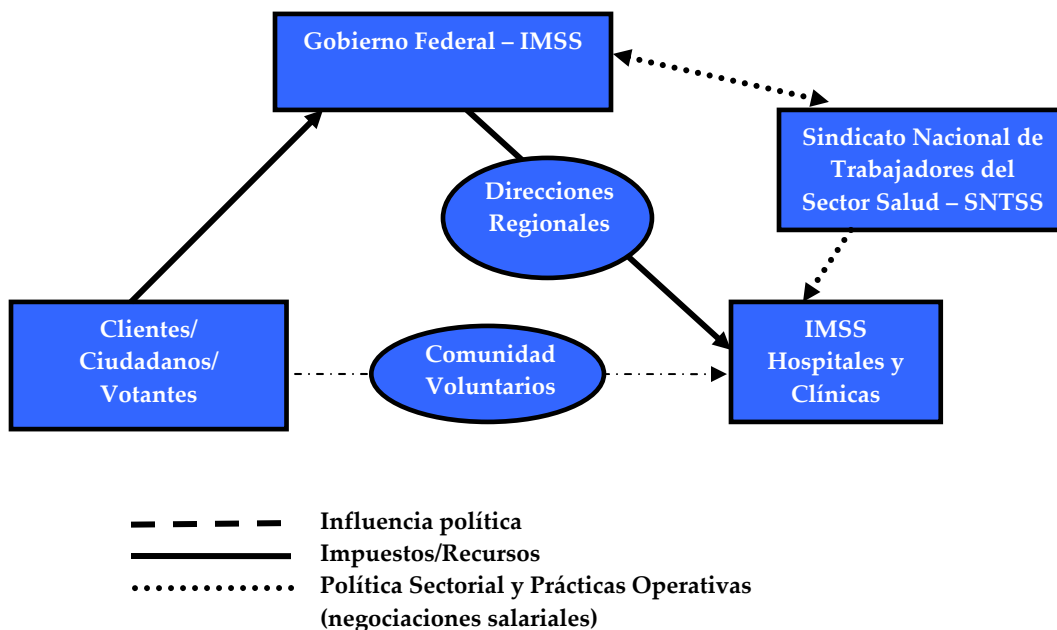 Gobierno Federal – IMSS
Sindicato Nacional de
Trabajadores del
Sector Salud – SNTSS
Direcciones
Regionales
Clientes/
Ciudadanos/
Votantes
Comunidad
Voluntarios
IMSS
Hospitales y
Clínicas
Influencia política
Impuestos/Recursos
Política Sectorial y Prácticas Operativas
(negociaciones salariales)